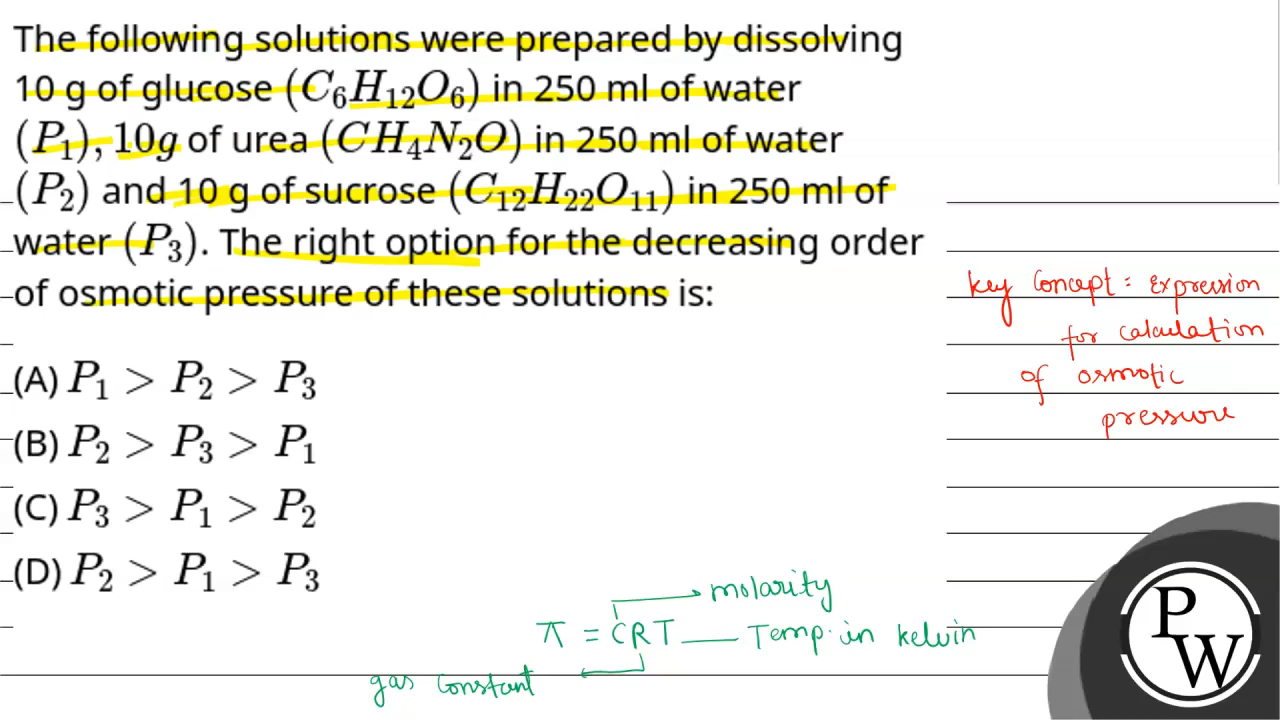 The following solutions were prepared by dissolving
10 g of glucose (C₆H₁₂O₆) in 250 ml of water
(P₁), 10g of urea (CH₄N₂O) in 250 ml of water
(P₂) and 10 g of sucrose (C₁₂H₂₂O₁₁) in 250 ml of
water (P₃). The right option for the decreasing order
of osmotic pressure of these solutions is:
(A) P₁ > P₂ > P₃
(B) P₂ > P₃ > P₁
(C) P₃ > P₁ > P₂
(D) P₂ > P₁ > P₃
key concept = expression
for calculation
of osmotic
pressure
molarity
π = CRT — Temp. in kelvin
gas constant
P
W